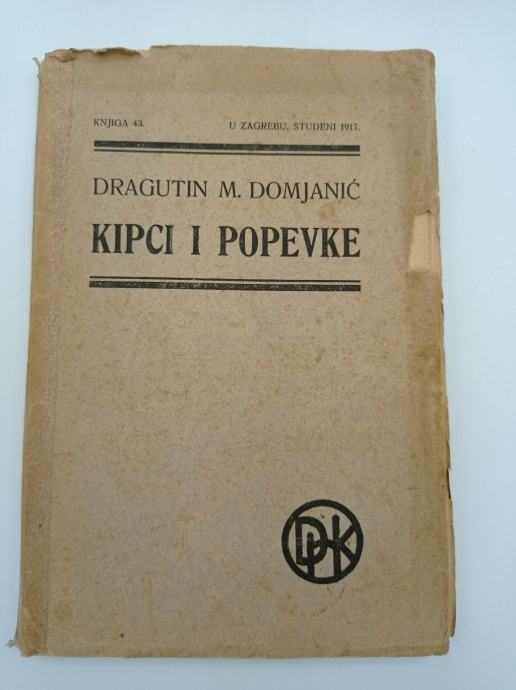 KNJIGA 43. U ZAGREBU, STUDENI 1917.
DRAGUTIN M. DOMJANIĆ
KIPCI I POPEVKE
DHK